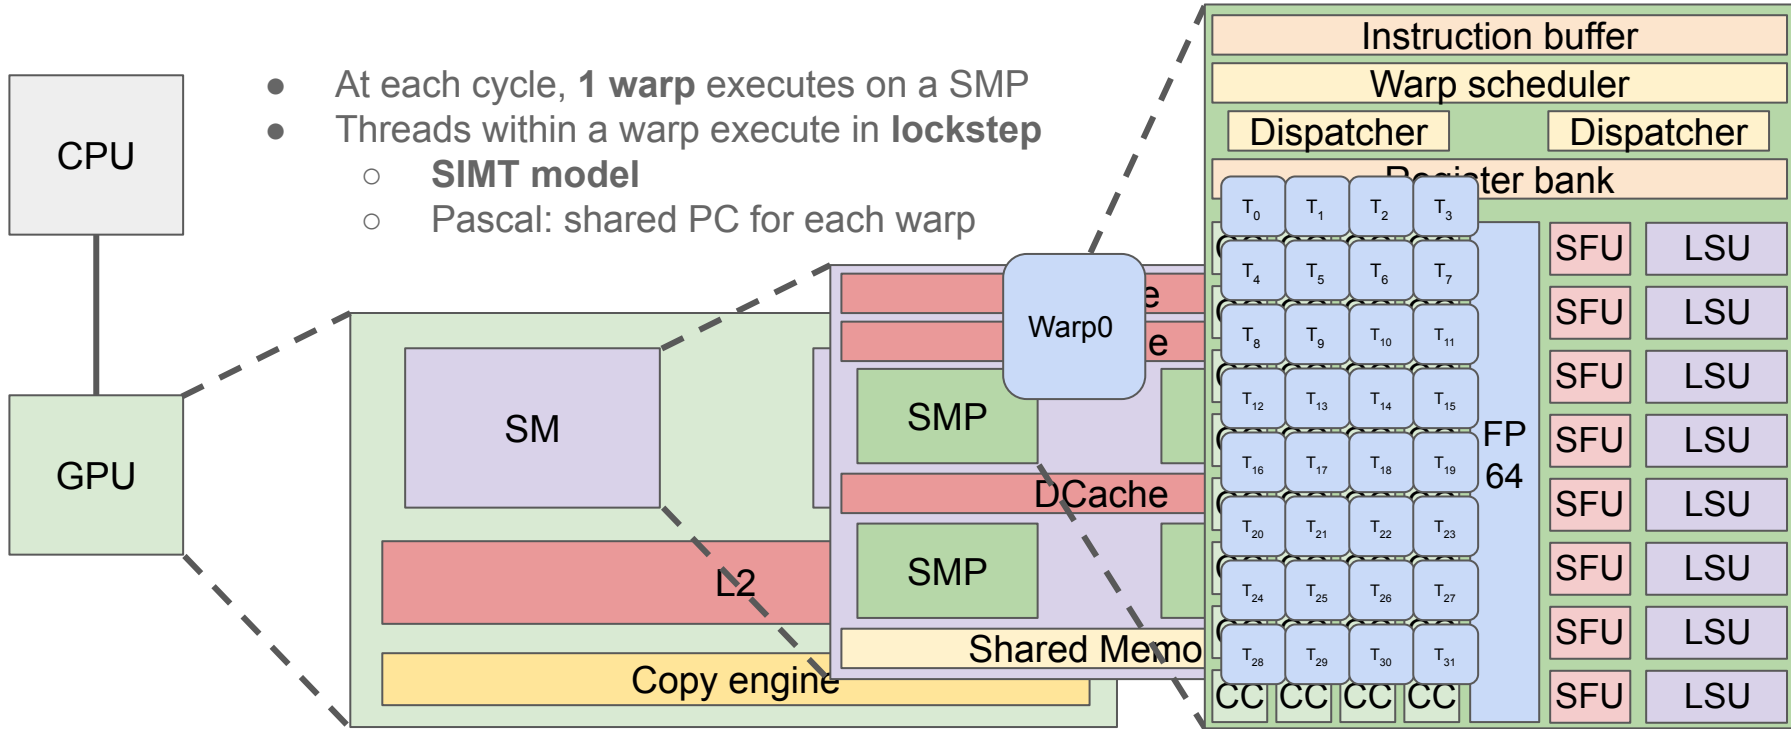 ● At each cycle, 1 warp executes on a SMP
● Threads within a warp execute in lockstep
○ SIMT model
○ Pascal: shared PC for each warp
CPU
GPU
SM
L2
Copy engine
Warp0
SMP
DCache
SMP
Shared Memo
Instruction buffer
Warp scheduler
Dispatcher Dispatcher
Register bank
T0 T1 T2 T3
SFU LSU
T4 T5 T6 T7
SFU LSU
T8 T9 T10 T11
SFU LSU
T12 T13 T14 T15
FP
64
SFU LSU
T16 T17 T18 T19
SFU LSU
T20 T21 T22 T23
SFU LSU
T24 T25 T26 T27
SFU LSU
T28 T29 T30 T31
CC CC CC CC SFU LSU